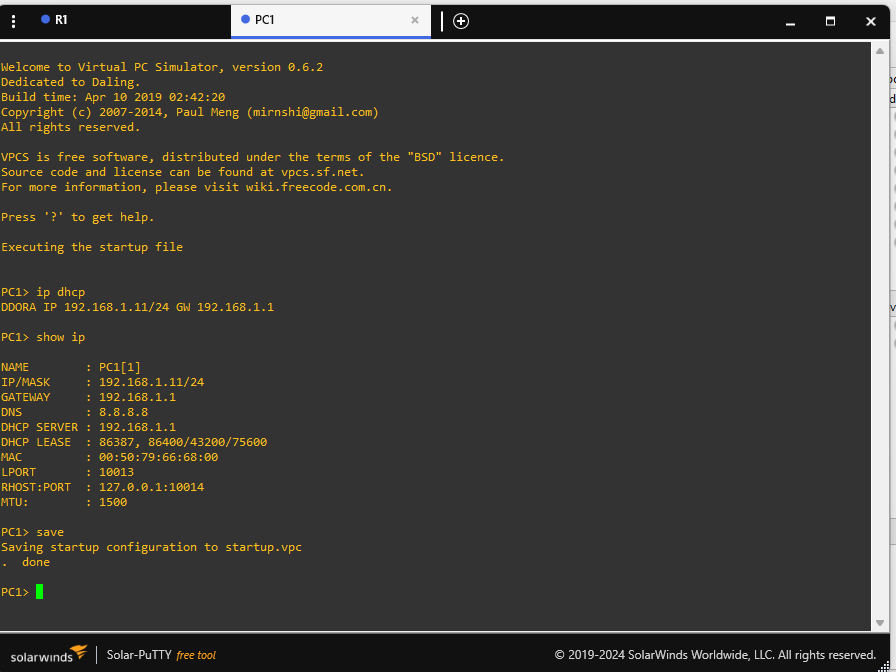 R1
PC1
Welcome to Virtual PC Simulator, version 0.6.2
Dedicated to Daling.
Build time: Apr 10 2019 02:42:20
Copyright (c) 2007-2014, Paul Meng (mirnshi@gmail.com)
All rights reserved.
VPCS is free software, distributed under the terms of the "BSD" licence.
Source code and license can be found at vpcs.sf.net.
For more information, please visit wiki.freecode.com.cn.
Press '?' to get help.
Executing the startup file
PC1> ip dhcp
DDORA IP 192.168.1.11/24 GW 192.168.1.1
PC1> show ip
NAME        : PC1[1]
IP/MASK     : 192.168.1.11/24
GATEWAY     : 192.168.1.1
DNS         : 8.8.8.8
DHCP SERVER : 192.168.1.1
DHCP LEASE  : 86387, 86400/43200/75600
MAC         : 00:50:79:66:68:00
LPORT       : 10013
RHOST:PORT  : 127.0.0.1:10014
MTU:        : 1500
PC1> save
Saving startup configuration to startup.vpc
.  done
PC1>
solarwinds Solar-PuTTY free tool © 2019-2024 SolarWinds Worldwide, LLC. All rights reserved.